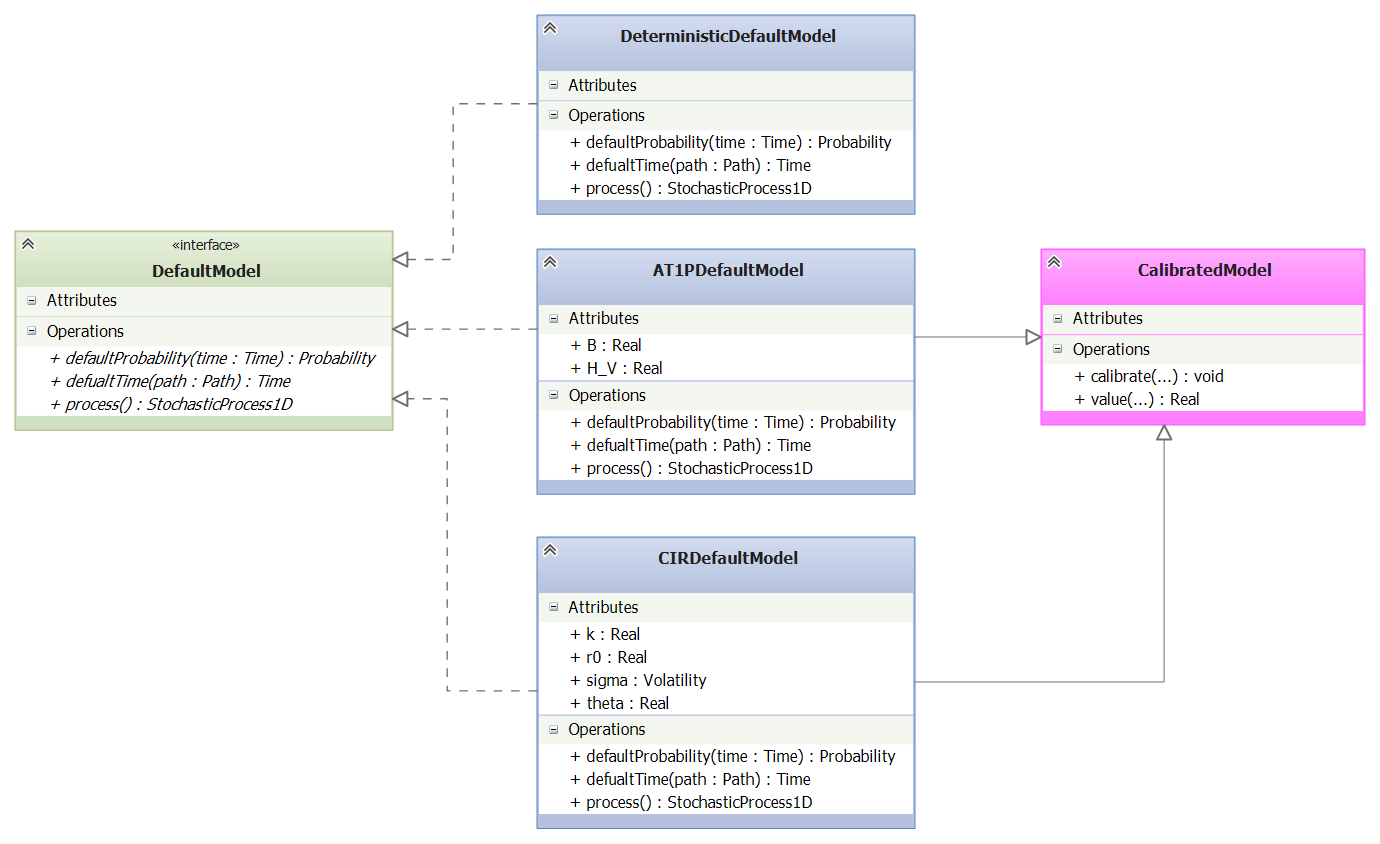 DeterministicDefaultModel
Attributes
Operations
+ defaultProbability(time : Time) : Probability
+ defualtTime(path : Path) : Time
+ process() : StochasticProcess1D
«interface»
DefaultModel
Attributes
Operations
+ defaultProbability(time : Time) : Probability
+ defualtTime(path : Path) : Time
+ process() : StochasticProcess1D
AT1PDefaultModel
Attributes
+ B : Real
+ H_V : Real
Operations
+ defaultProbability(time : Time) : Probability
+ defualtTime(path : Path) : Time
+ process() : StochasticProcess1D
CalibratedModel
Attributes
Operations
+ calibrate(...) : void
+ value(...) : Real
CIRDefaultModel
Attributes
+ k : Real
+ r0 : Real
+ sigma : Volatility
+ theta : Real
Operations
+ defaultProbability(time : Time) : Probability
+ defualtTime(path : Path) : Time
+ process() : StochasticProcess1D